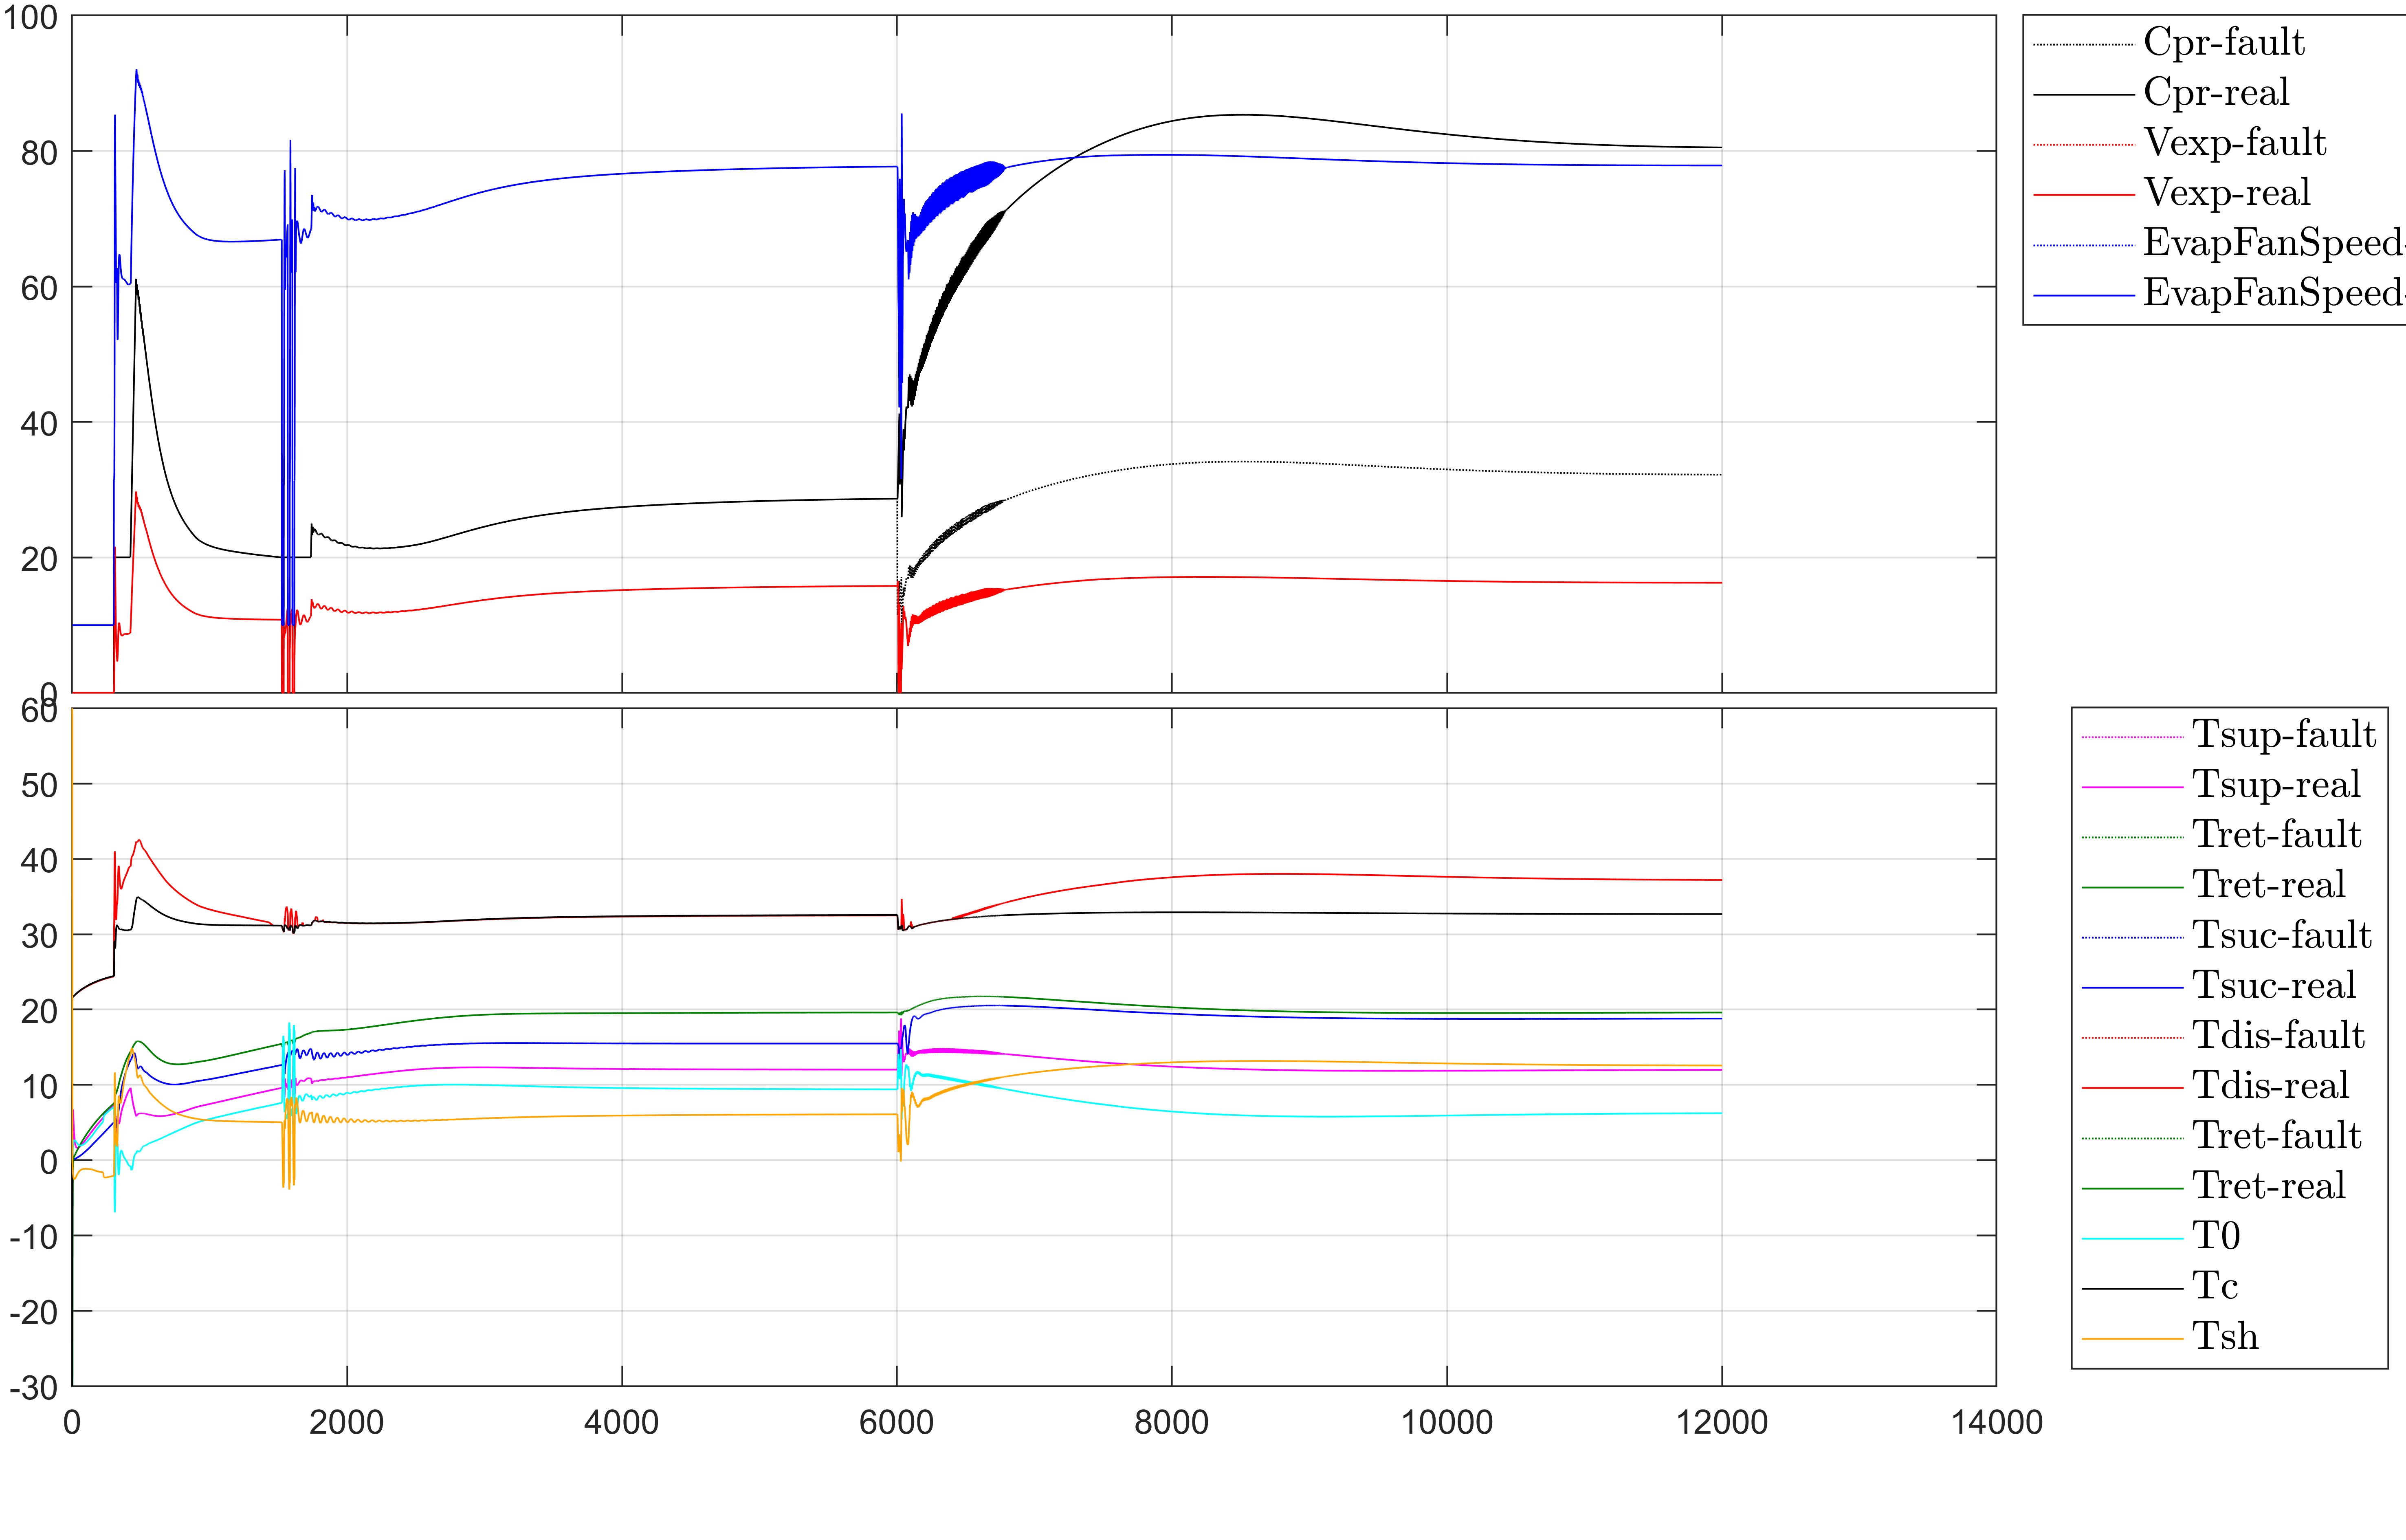 100
80
60
40
20
0
Cpr-fault
Cpr-real
Vexp-fault
Vexp-real
EvapFanSpeed-
EvapFanSpeed-
60
50
40
30
20
10
0
-10
-20
-30
0 2000 4000 6000 8000 10000 12000 14000
Tsup-fault
Tsup-real
Tret-fault
Tret-real
Tsuc-fault
Tsuc-real
Tdis-fault
Tdis-real
Tret-fault
Tret-real
T0
Tc
Tsh